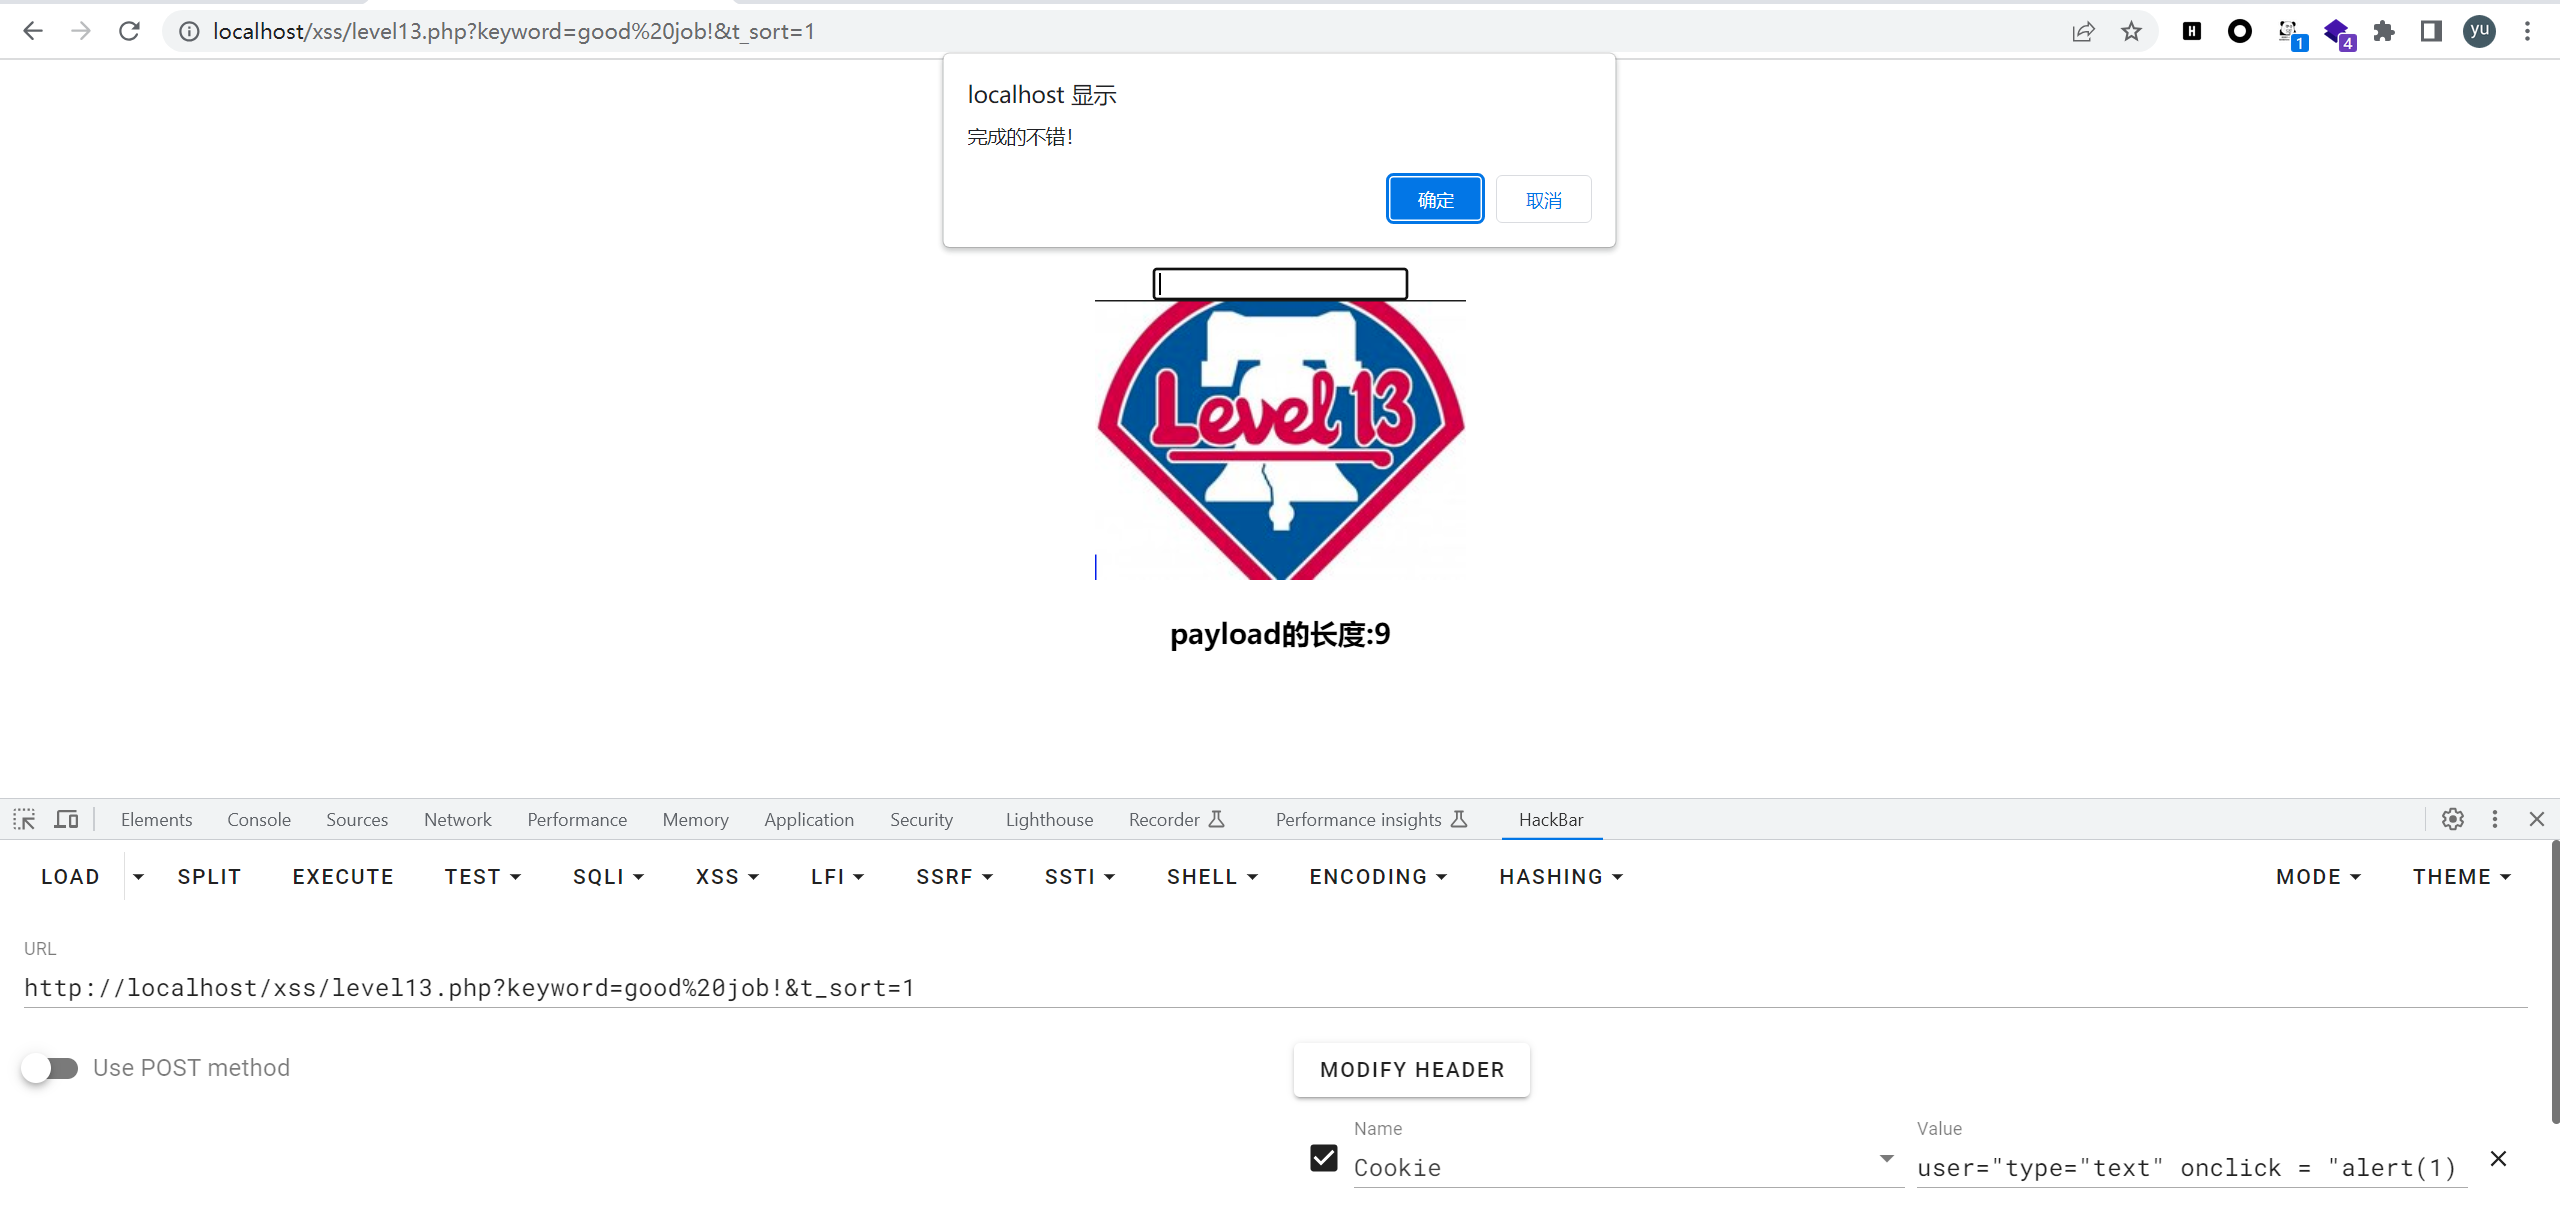 localhost/xss/level13.php?keyword=good%20job!&t_sort=1
H
1
4
yu
localhost 显示
完成的不错!
确定
取消
Level 13
payload的长度:9
Elements Console Sources Network Performance Memory Application Security Lighthouse Recorder Performance insights HackBar
LOAD SPLIT EXECUTE TEST SQLI XSS LFI SSRF SSTI SHELL ENCODING HASHING MODE THEME
URL
http://localhost/xss/level13.php?keyword=good%20job!&t_sort=1
Use POST method
MODIFY HEADER
Name Value
Cookie user="type="text" onclick = "alert(1)